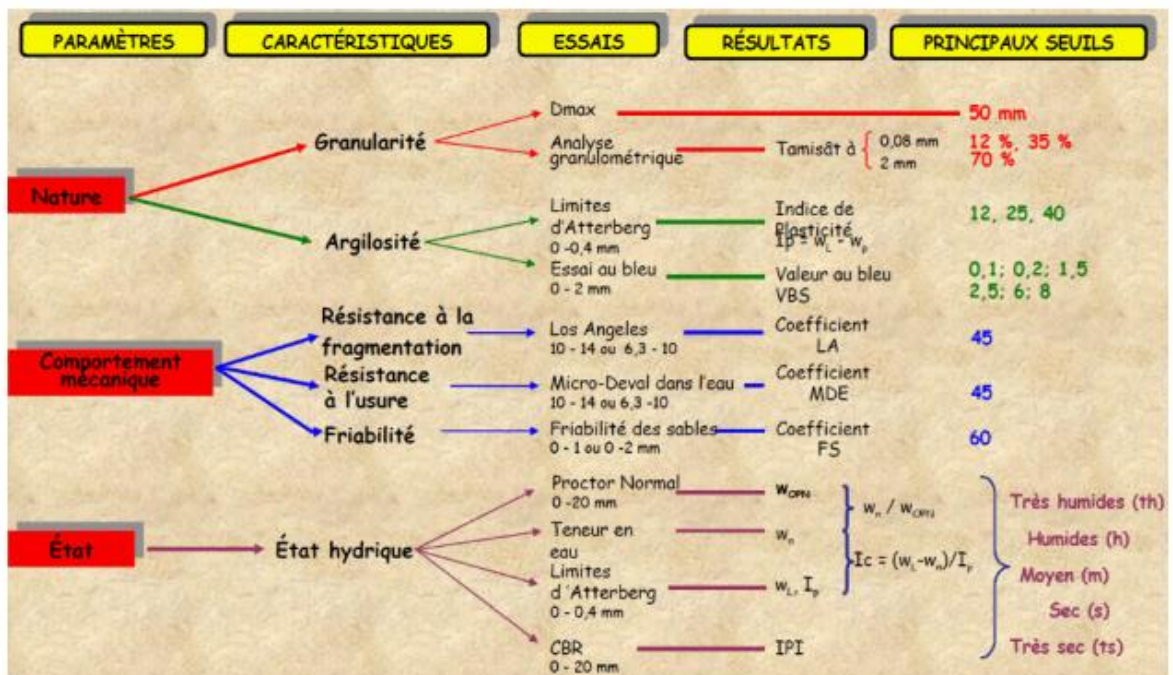 PARAMÈTRES CARACTÉRISTIQUES ESSAIS RÉSULTATS PRINCIPAUX SEUILS
Dmax 50 mm
Granularité
Analyse
granulométrique
Tamisât à
0,08 mm
2 mm
12 %, 35 %
70 %
Nature
Argilosité
Limites
d'Atterberg
0 -0,4 mm
Indice de
Plasticité
Ip = wL - wp
12, 25, 40
Essai au bleu
0 - 2 mm
Valeur au bleu
VBS
0,1; 0,2; 1,5
2,5; 6; 8
Comportement
mécanique
Résistance à la
fragmentation
Los Angeles
10 - 14 ou 6,3 - 10
Coefficient
LA
45
Résistance
à l'usure
Micro-Deval dans l'eau
10 - 14 ou 6,3 -10
Coefficient
MDE
45
Friabilité
Friabilité des sables
0 - 1 ou 0 -2 mm
Coefficient
FS
60
État
État hydrique
Proctor Normal
0 -20 mm
wOPN
Teneur en
eau
wn
Limites
d 'Atterberg
0 - 0,4 mm
wL, Ip
CBR
0 - 20 mm
IPI
wn / wOPN
Ic = (wL-wn)/Ip
Très humides (th)
Humides (h)
Moyen (m)
Sec (s)
Très sec (ts)